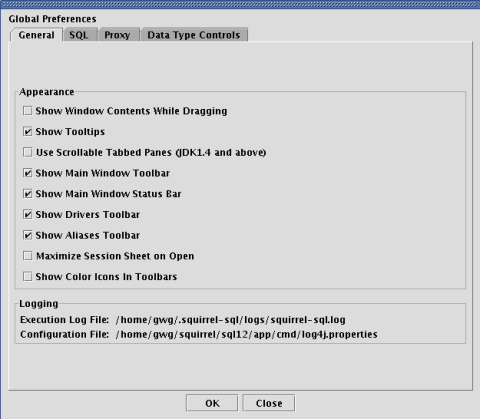 Global Preferences
General SQL Proxy Data Type Controls
Appearance
Show Window Contents While Dragging
Show Tooltips
Use Scrollable Tabbed Panes (JDK1.4 and above)
Show Main Window Toolbar
Show Main Window Status Bar
Show Drivers Toolbar
Show Aliases Toolbar
Maximize Session Sheet on Open
Show Color Icons In Toolbars
Logging
Execution Log File: /home/gwg/.squirrel-sql/logs/squirrel-sql.log
Configuration File: /home/gwg/squirrel/sql12/app/cmd/log4j.properties
OK Close